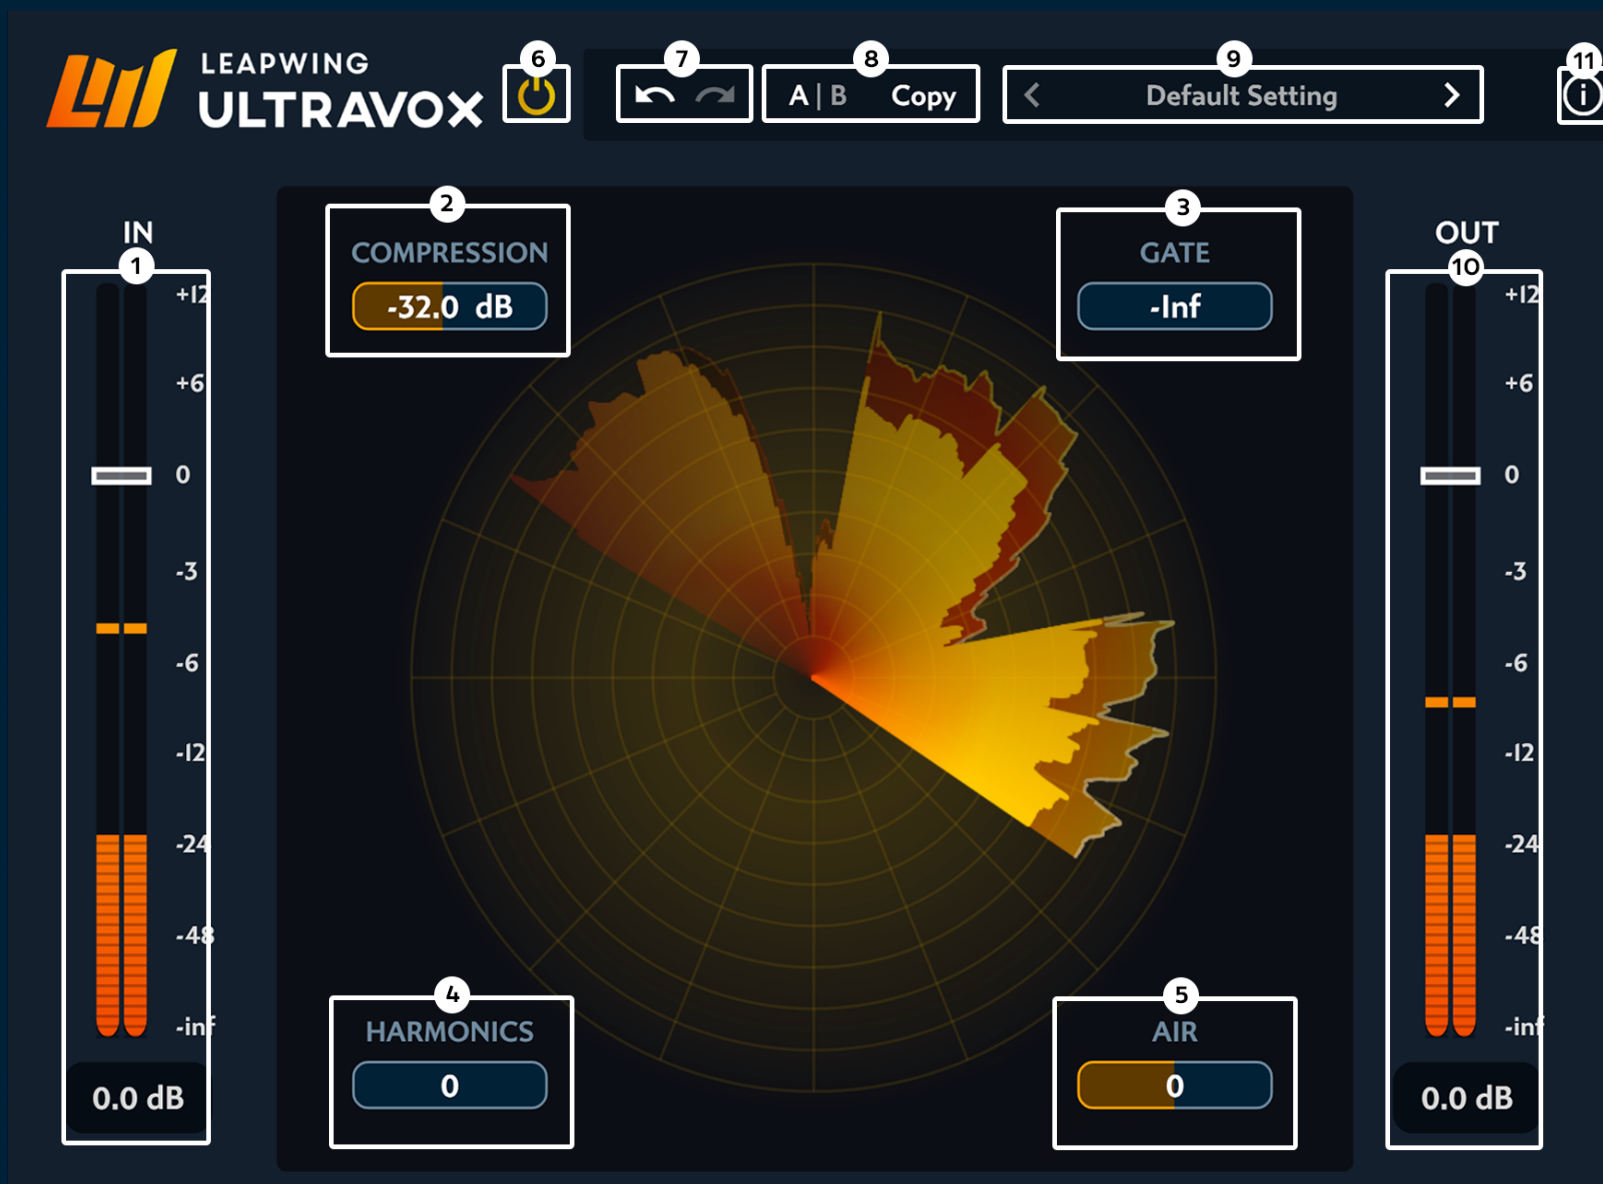 LEAPWING
ULTRAVOX
6
7
8
9
11
A | B Copy
Default Setting
IN
1
+12
+6
0
-3
-6
-12
-24
-48
-inf
0.0 dB
2
COMPRESSION
-32.0 dB
3
GATE
-Inf
4
HARMONICS
0
5
AIR
0
OUT
10
+12
+6
0
-3
-6
-12
-24
-48
-inf
0.0 dB